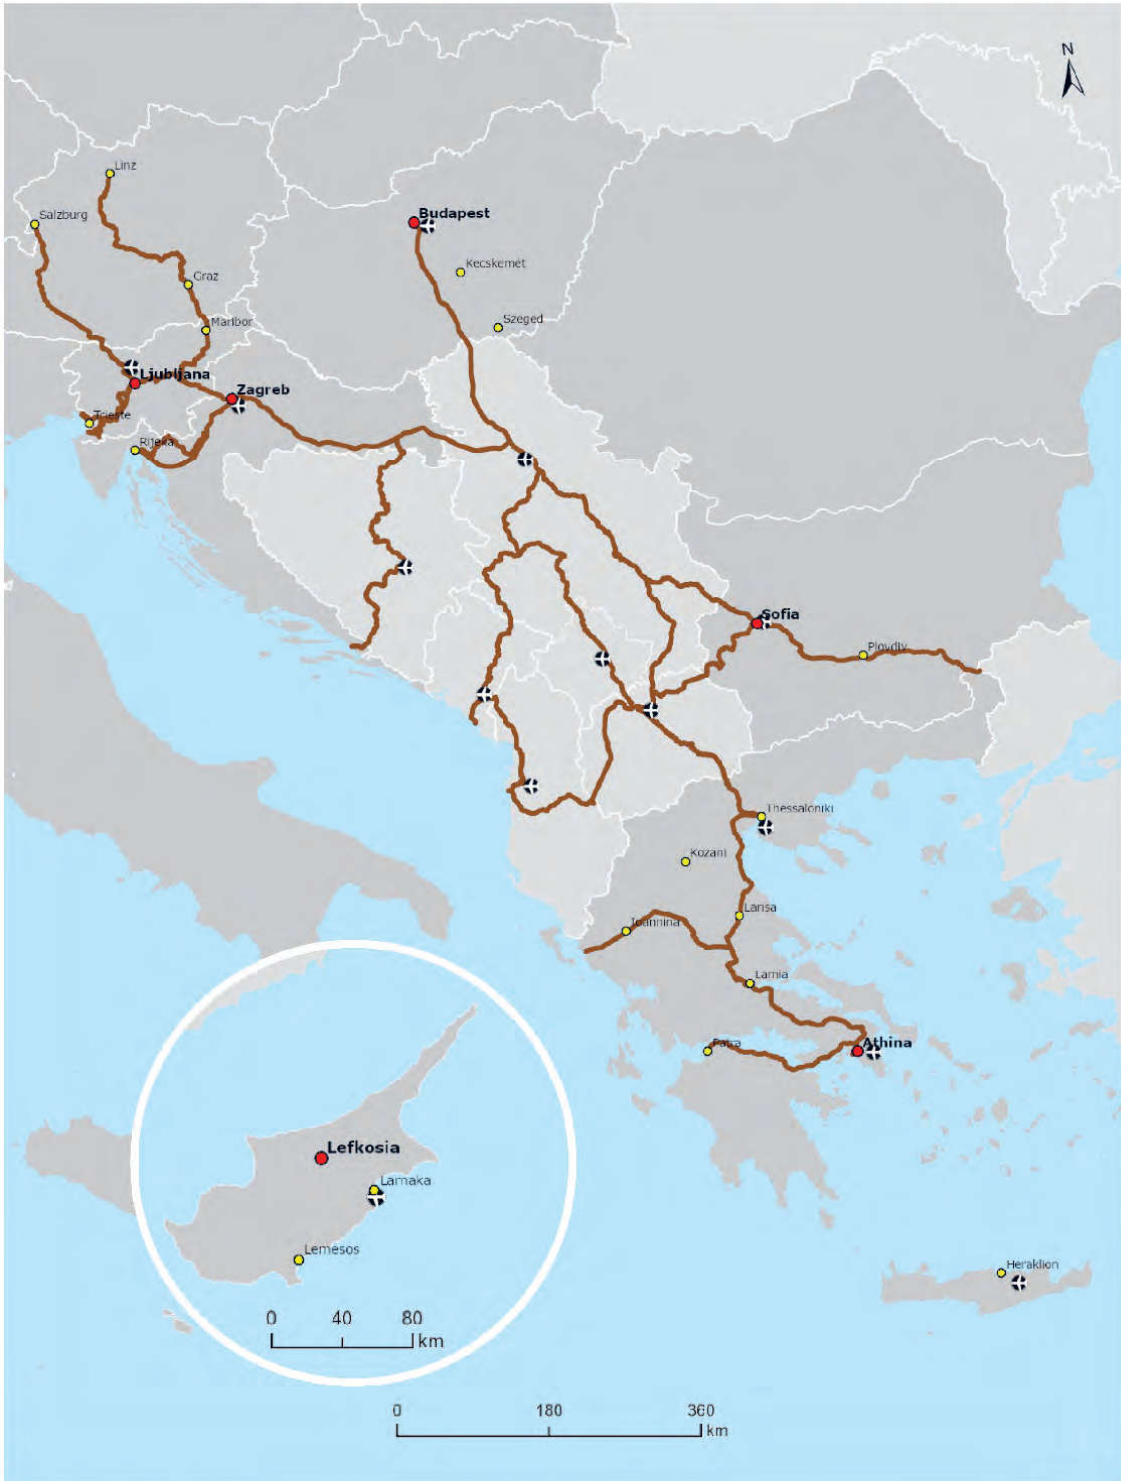 N
Linz
Salzburg
Budapest
Kecskemét
Graz
Szeged
Maribor
Ljubljana
Zagreb
Trieste
Rijeka
Sofia
Plovdiv
Thessaloniki
Kozani
Larisa
Ioannina
Lamia
Patra
Athina
Lefkosia
Larnaka
Lemesos
Heraklion
0 40 80
km
0 180 360
km